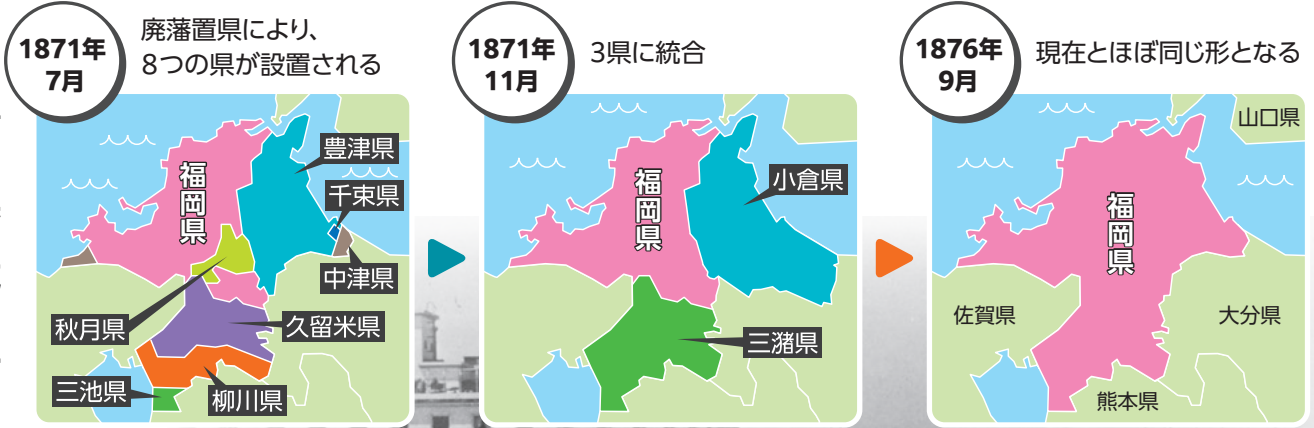 1871年
7月
廃藩置県により、
8つの県が設置される
福岡県
豊津県
千束県
中津県
秋月県
久留米県
三池県
柳川県
1871年
11月
3県に統合
福岡県
小倉県
三潴県
1876年
9月
現在とほぼ同じ形となる
山口県
福岡県
佐賀県
大分県
熊本県